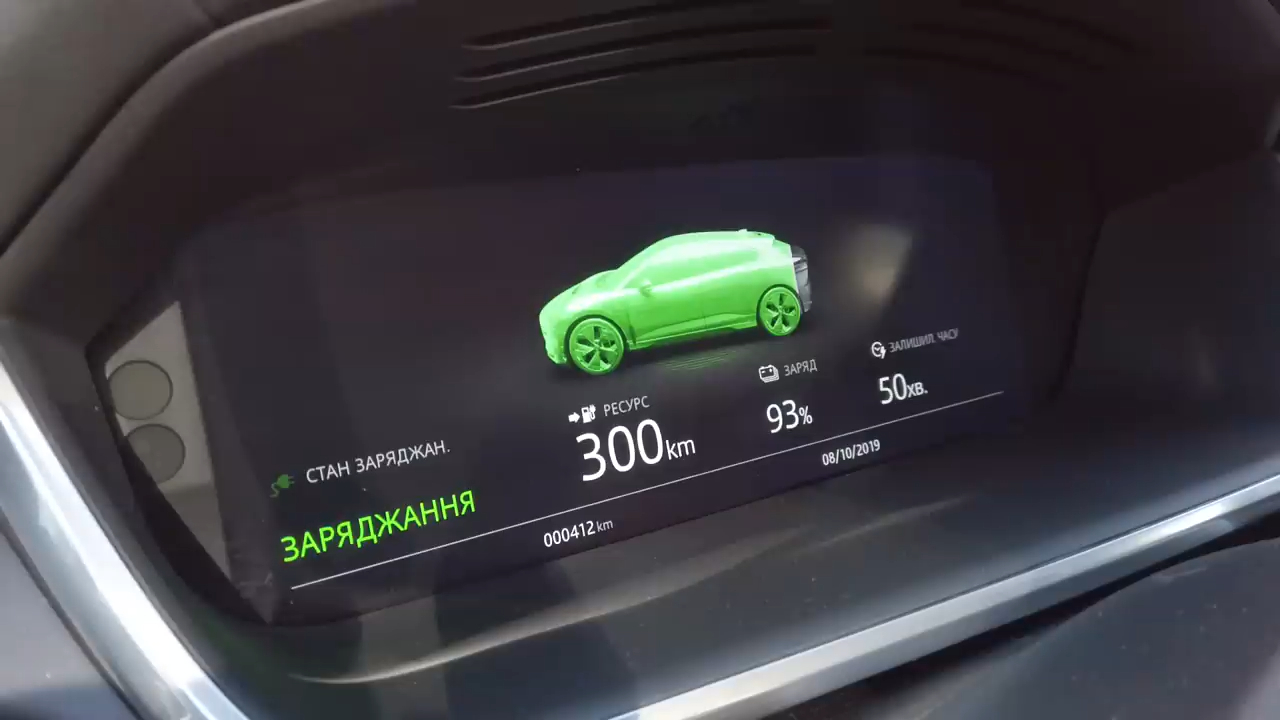 СТАН ЗАРЯДЖАН.
ЗАРЯДЖАННЯ
РЕСУРС
300km
ЗАРЯД
93%
ЗАЛИШИЛ. ЧАСУ
50хв.
000412km
08/10/2019